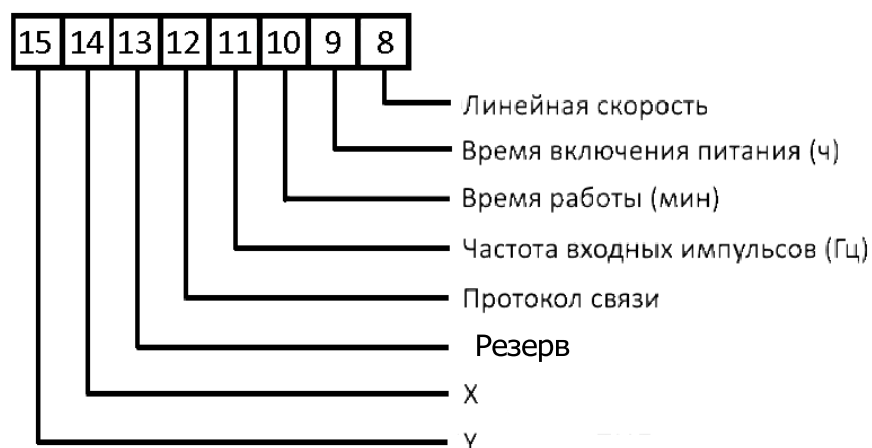 15 14 13 12 11 10 9 8
Линейная скорость
Время включения питания (ч)
Время работы (мин)
Частота входных импульсов (Гц)
Протокол связи
Резерв
X
Y